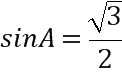 sinA = √3/2